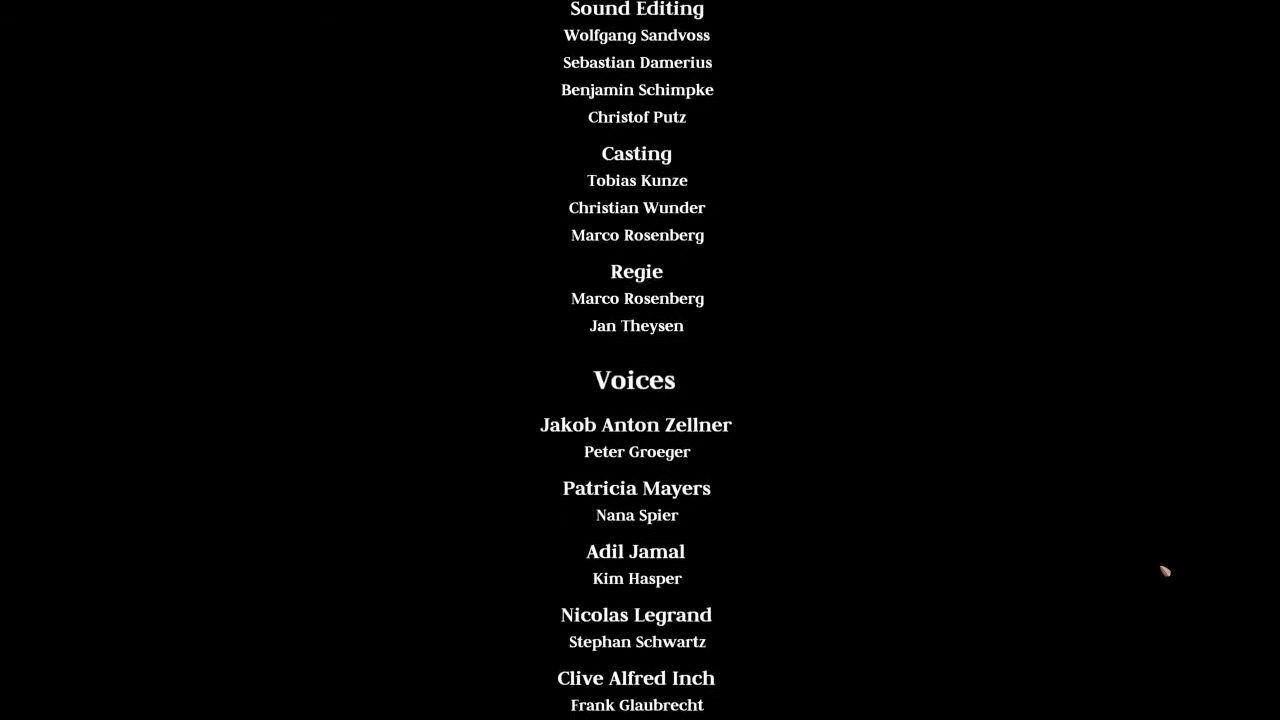 Sound Editing
Wolfgang Sandvoss
Sebastian Damerius
Benjamin Schimpke
Christof Putz
Casting
Tobias Kunze
Christian Wunder
Marco Rosenberg
Regie
Marco Rosenberg
Jan Theysen
Voices
Jakob Anton Zellner
Peter Groeger
Patricia Mayers
Nana Spier
Adil Jamal
Kim Hasper
Nicolas Legrand
Stephan Schwartz
Clive Alfred Inch
Frank Glaubrecht